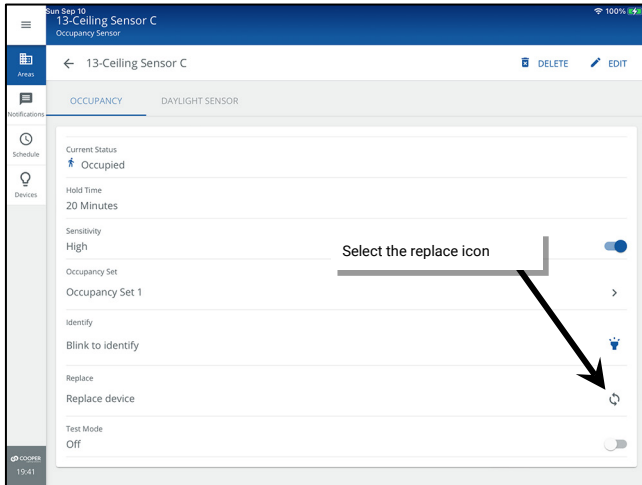 Sun Sep 10
100%
13-Ceiling Sensor C
Occupancy Sensor
Areas
13-Ceiling Sensor C
DELETE
EDIT
Notifications
OCCUPANCY
DAYLIGHT SENSOR
Schedule
Devices
Current Status
Occupied
Hold Time
20 Minutes
Sensitivity
High
Select the replace icon
Occupancy Set
Occupancy Set 1
Identify
Blink to identify
Replace
Replace device
Test Mode
Off
COOPER
19:41